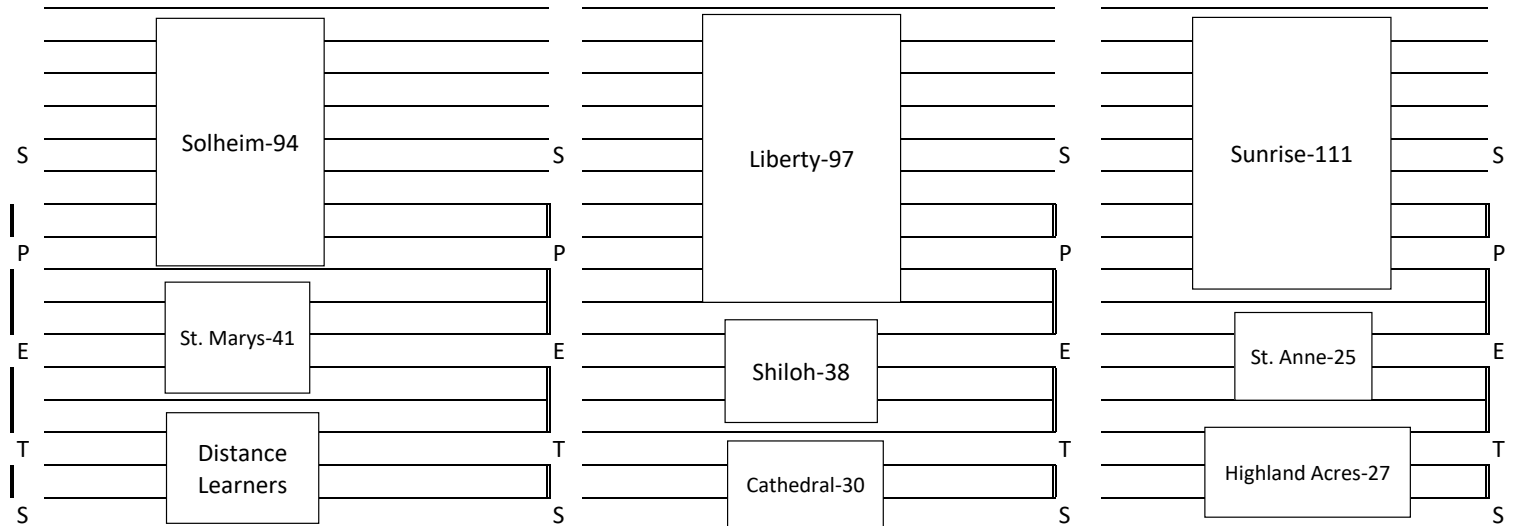 Solheim-94
St. Marys-41
Distance
Learners
Liberty-97
Shiloh-38
Cathedral-30
Sunrise-111
St. Anne-25
Highland Acres-27
S
P
E
T
S
S
P
E
T
S
S
P
E
T
S
S
P
E
T
S